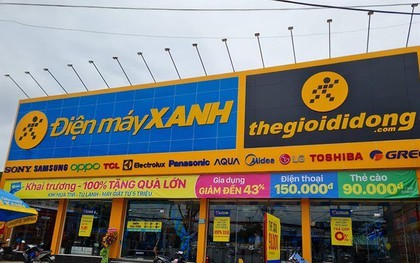 Điện máy XANH
thegioididong
.com
SONY SAMSUNG oppo TCL Electrolux Panasonic AQUA Midea LG TOSHIBA GREE
Khai trương - 100% TẶNG QUÀ LỚN
Gia dụng
GIẢM ĐẾN 43%
Điện thoại
150.000đ
Thẻ cào
90.000đ